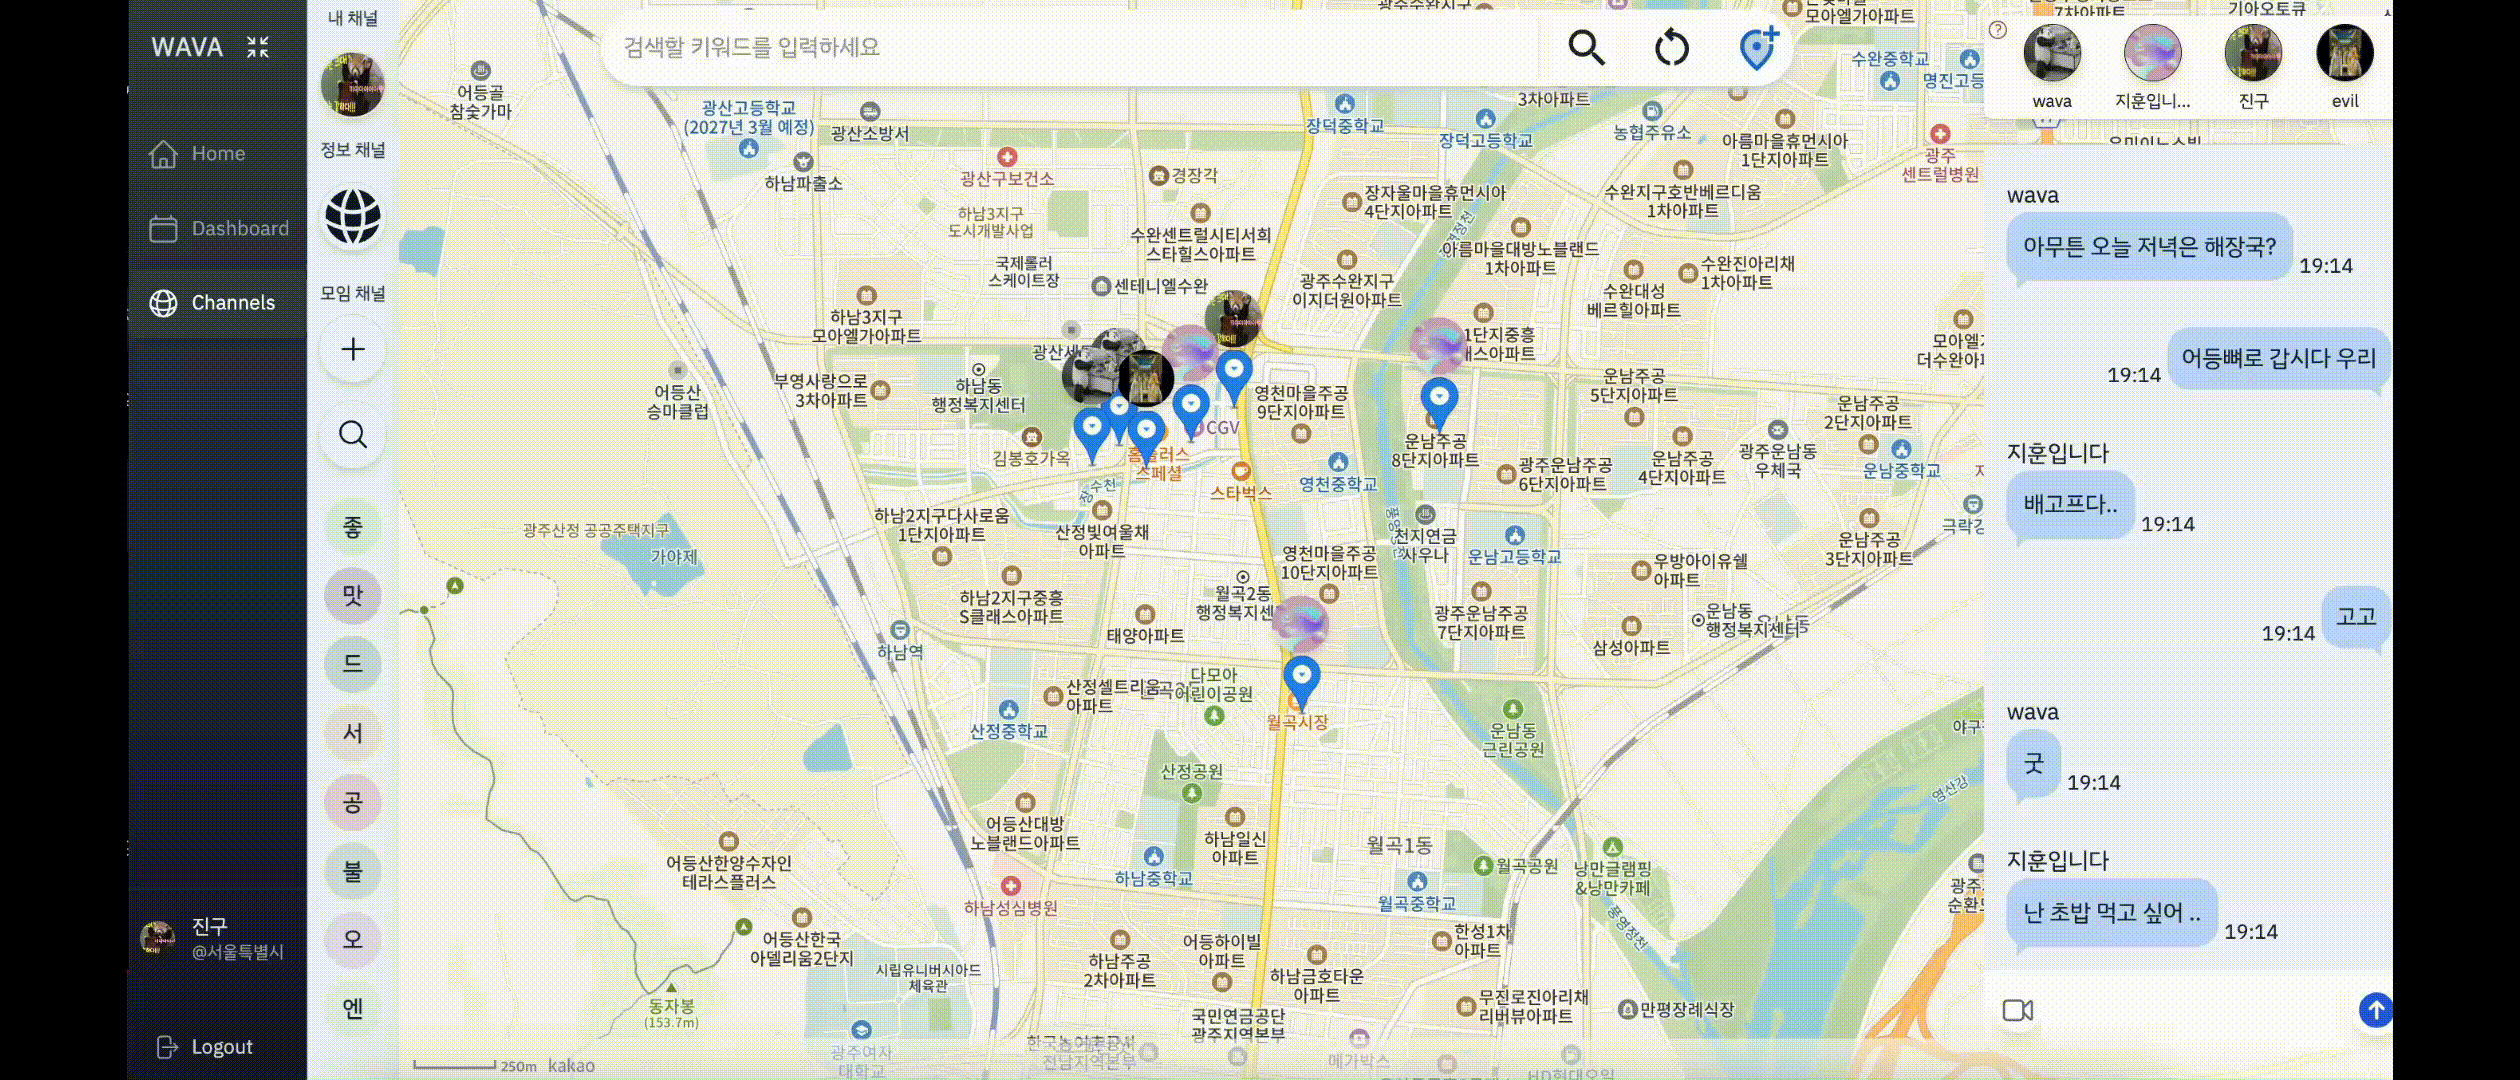 WAVA
Home
Dashboard
Channels
진구
@서울특별시
Logout
내 채널
정보 채널
모임 채널
좋
맛
드
서
공
불
오
엔
검색할 키워드를 입력하세요
어등골
참숯가마
광산고등학교
(2027년 3월 예정)
광산소방서
하남파출소
광산구보건소
경장각
하남3지구
도시개발사업
수완센트럴시티서희
스타힐스아파트
국제롤러
스케이트장
센테니엘수완
하남3지구
모아엘가아파트
장덕중학교
장덕고등학교
3차아파트
모아엘가아파트
농협주유소
아름마을휴먼시아
1단지아파트
수완중학교
명진고등
광주
센트럴병원
장자울마을휴먼시아
4단지아파트
수완지구호반베르디움
1차아파트
아름마을대방노블랜드
1차아파트
광주수완지구
이지더원아파트
수완대성
베르힐아파트
수완진아리채
1차아파트
1단지중흥
어등산
승마클럽
부영사랑으로
3차아파트
하남동
행정복지센터
김봉호가옥
장수천
CGV
스페셜
스타벅스
영천마을주공
9단지아파트
영천중학교
운남주공
8단지아파트
운남주공
5단지아파트
운남주공
2단지아파트
광주운남주공
6단지아파트
운남주공
4단지아파트
광주운남동
우체국
운남중학교
광주산정 공공주택지구
가야제
하남2지구다사로움
1단지아파트
산정빛여울채
아파트
하남2지구중흥
S클래스아파트
태양아파트
월곡2동
영천마을주공
10단지아파트
천지연금
사우나
운남고등학교
우방아이유쉘
아파트
운남주공
3단지아파트
광주운남주공
7단지아파트
삼성아파트
운남동
행정복지센터
하남역
산정셀트리움
아파트
다모아
어린이공원
산정중학교
월곡시장
운남동
근린공원
산정공원
어등산대방
노블랜드아파트
하남일신
아파트
하남중학교
월곡1동
월곡공원
월곡중학교
낭만글램핑
&낭만카페
풍영정천
영산강
어등산한양수자인
테라스플러스
하남성심병원
어등산한국
아델리움2단지
시립유니버시아드
체육관
하남주공
2차아파트
어등하이빌
아파트
하남금호타운
아파트
한성1차
아파트
무진로진아리채
리버뷰아파트
만평장례식장
국민연금공단
광주지역본부
동자봉
(153.7m)
광주여자
대학교
메가박스
250m kakao
wava
지훈입니...
진구
evil
wava
아무튼 오늘 저녁은 해장국?
19:14
어등뼈로 갑시다 우리
19:14
지훈입니다
배고프다..
19:14
고고
19:14
wava
굿
19:14
지훈입니다
난 초밥 먹고 싶어 ..
19:14